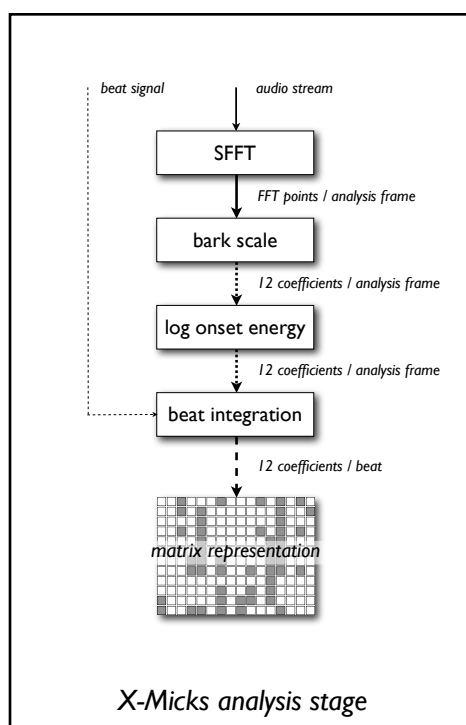 beat signal
audio stream
SFFT
FFT points / analysis frame
bark scale
12 coefficients / analysis frame
log onset energy
12 coefficients / analysis frame
beat integration
12 coefficients / beat
matrix representation
X-Micks analysis stage